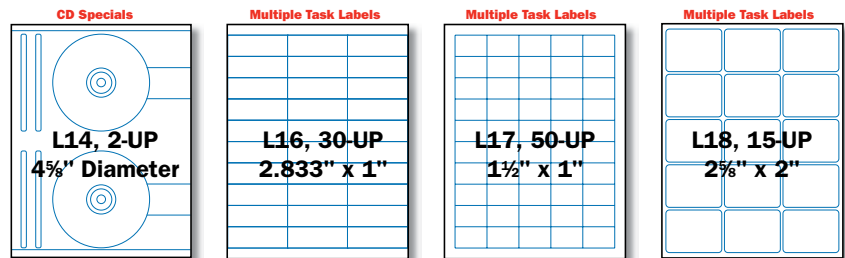 CD Specials
L14, 2-UP
4⅝" Diameter
Multiple Task Labels
L16, 30-UP
2.833" x 1"
Multiple Task Labels
L17, 50-UP
1½" x 1"
Multiple Task Labels
L18, 15-UP
2⅝" x 2"